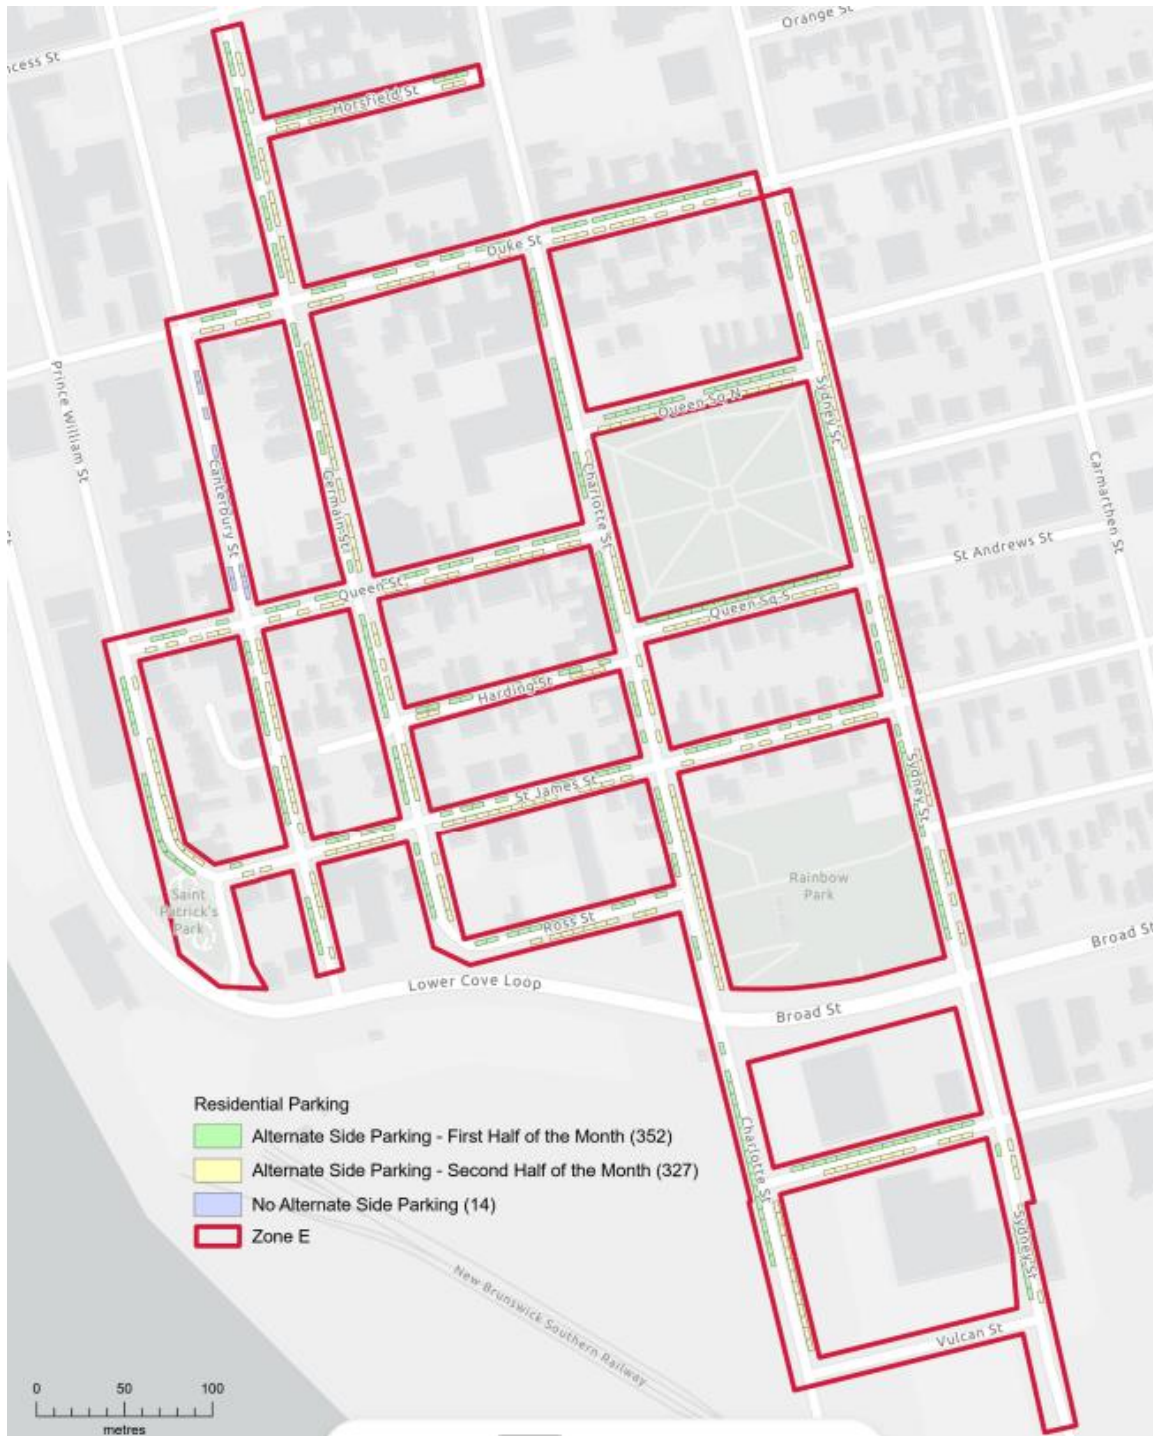 Orange St
ncess St
Horsfield St
Duke St
Prince William St
Queen Sq N
Sydney St
Canterbury St
Germain St
Charlotte St
Carmarthen St
St Andrews St
Queen St
Queen Sq S
Harding St
St James St
Sydney St
Saint
Patrick's
Park
Rainbow
Park
Ross St
Broad St
Lower Cove Loop
Broad St
Residential Parking
Alternate Side Parking - First Half of the Month (352)
Alternate Side Parking - Second Half of the Month (327)
No Alternate Side Parking (14)
Zone E
Charlotte St
Sydney St
New Brunswick Southern Railway
Vulcan St
0 50 100
metres